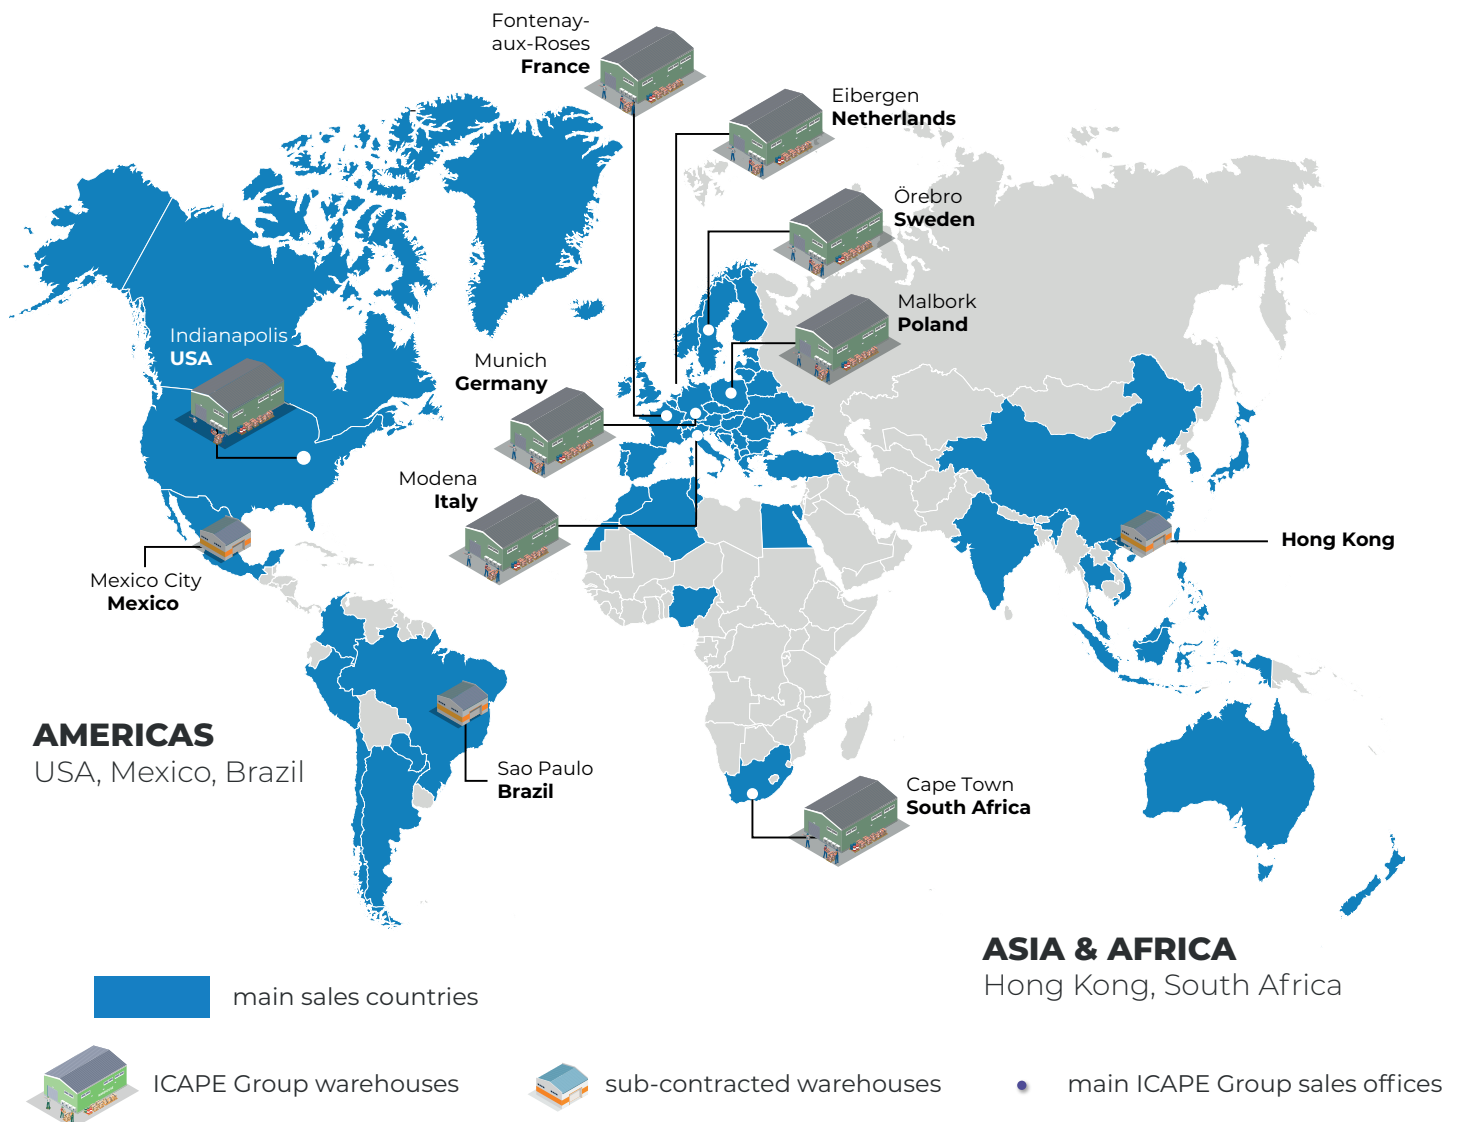 Fontenay-
aux-Roses
France
Eibergen
Netherlands
Örebro
Sweden
Malbork
Poland
Indianapolis
USA
Munich
Germany
Modena
Italy
Hong Kong
Mexico City
Mexico
AMERICAS
USA, Mexico, Brazil
Sao Paulo
Brazil
Cape Town
South Africa
ASIA & AFRICA
Hong Kong, South Africa
main sales countries
ICAPE Group warehouses
sub-contracted warehouses
main ICAPE Group sales offices